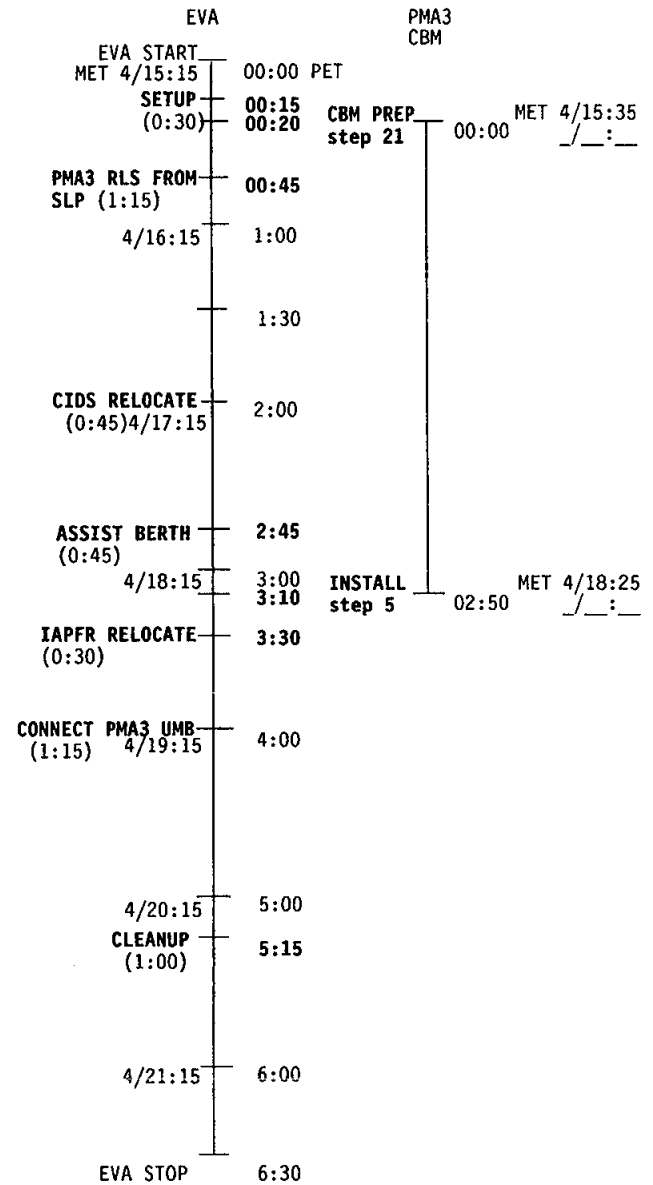 EVA PMA3
CBM
EVA START
MET 4/15:15 00:00 PET
SETUP 00:15
(0:30) 00:20
CBM PREP MET 4/15:35
step 21 00:00 _/__:__
PMA3 RLS FROM 00:45
SLP (1:15)
4/16:15 1:00
1:30
CIDS RELOCATE 2:00
(0:45)4/17:15
ASSIST BERTH 2:45
(0:45)
4/18:15 3:00 INSTALL MET 4/18:25
3:10 step 5 02:50 _/__:__
IAPFR RELOCATE 3:30
(0:30)
CONNECT PMA3 UMB 4:00
(1:15) 4/19:15
4/20:15 5:00
CLEANUP 5:15
(1:00)
4/21:15 6:00
EVA STOP 6:30